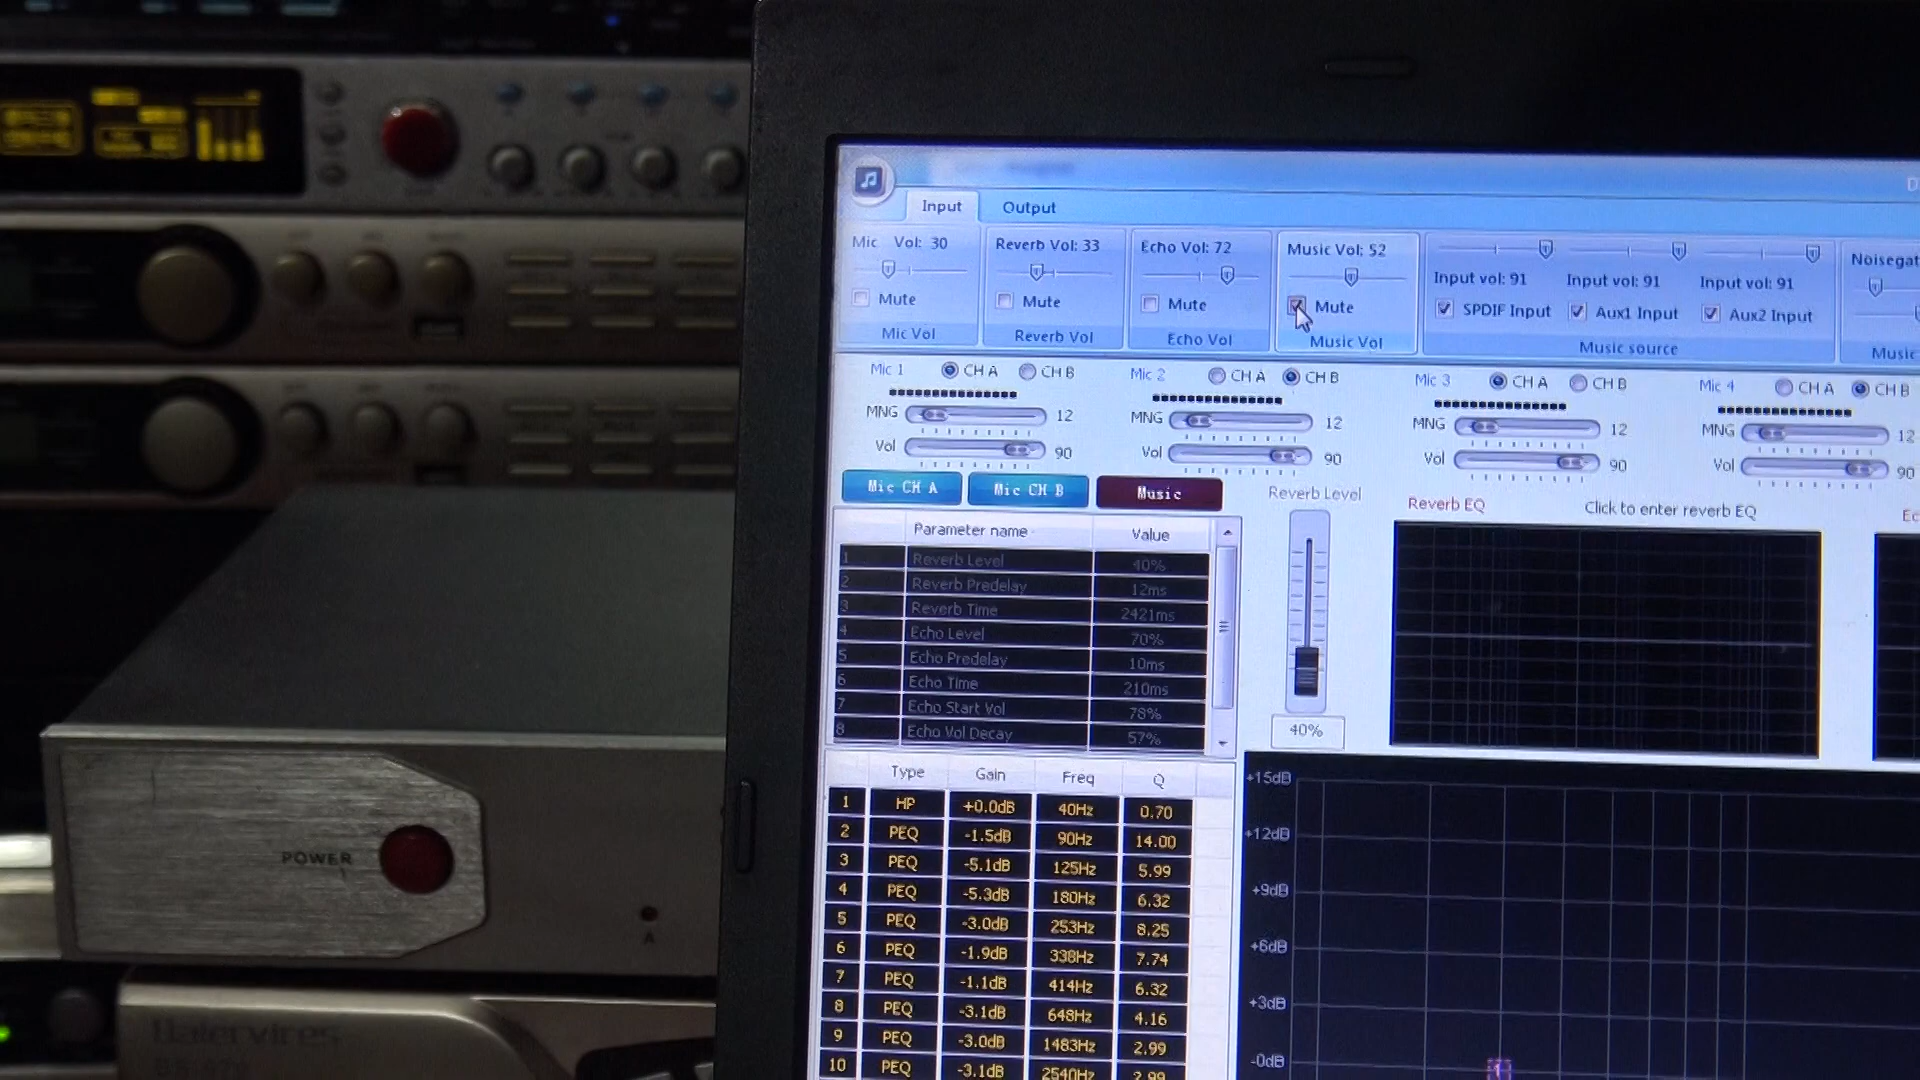 Input Output
Mic Vol: 30 Reverb Vol: 33 Echo Vol: 72 Music Vol: 52
Input vol: 91 Input vol: 91 Input vol: 91
Mute Mute Mute Mute SPDIF Input Aux1 Input Aux2 Input
Mic Vol Reverb Vol Echo Vol Music Vol Music source Music
Mic 1 CH A CH B Mic 2 CH A CH B Mic 3 CH A CH B Mic 4 CH A CH B
MNG 12 MNG 12 MNG 12 MNG 12
Vol 90 Vol 90 Vol 90 Vol 90
Mic CH A Mic CH B Music Reverb Level Reverb EQ Click to enter reverb EQ
Parameter name Value
1 Reverb Level 40%
2 Reverb Predelay 12ms
3 Reverb Time 2421ms
4 Echo Level 70%
5 Echo Predelay 10ms
6 Echo Time 210ms
7 Echo Start Vol 78%
8 Echo Vol Decay 57%
40%
Type Gain Freq Q
1 HP +0.0dB 40Hz 0.70
2 PEQ -1.5dB 90Hz 14.00
3 PEQ -5.1dB 125Hz 5.99
4 PEQ -5.3dB 180Hz 6.32
5 PEQ -3.0dB 253Hz 8.25
6 PEQ -1.9dB 338Hz 7.74
7 PEQ -1.1dB 414Hz 6.32
8 PEQ -3.1dB 648Hz 4.16
9 PEQ -3.0dB 1483Hz 2.99
10 PEQ -3.1dB 2540Hz 2.99
+15dB
+12dB
+9dB
+6dB
+3dB
-0dB
1
POWER
A